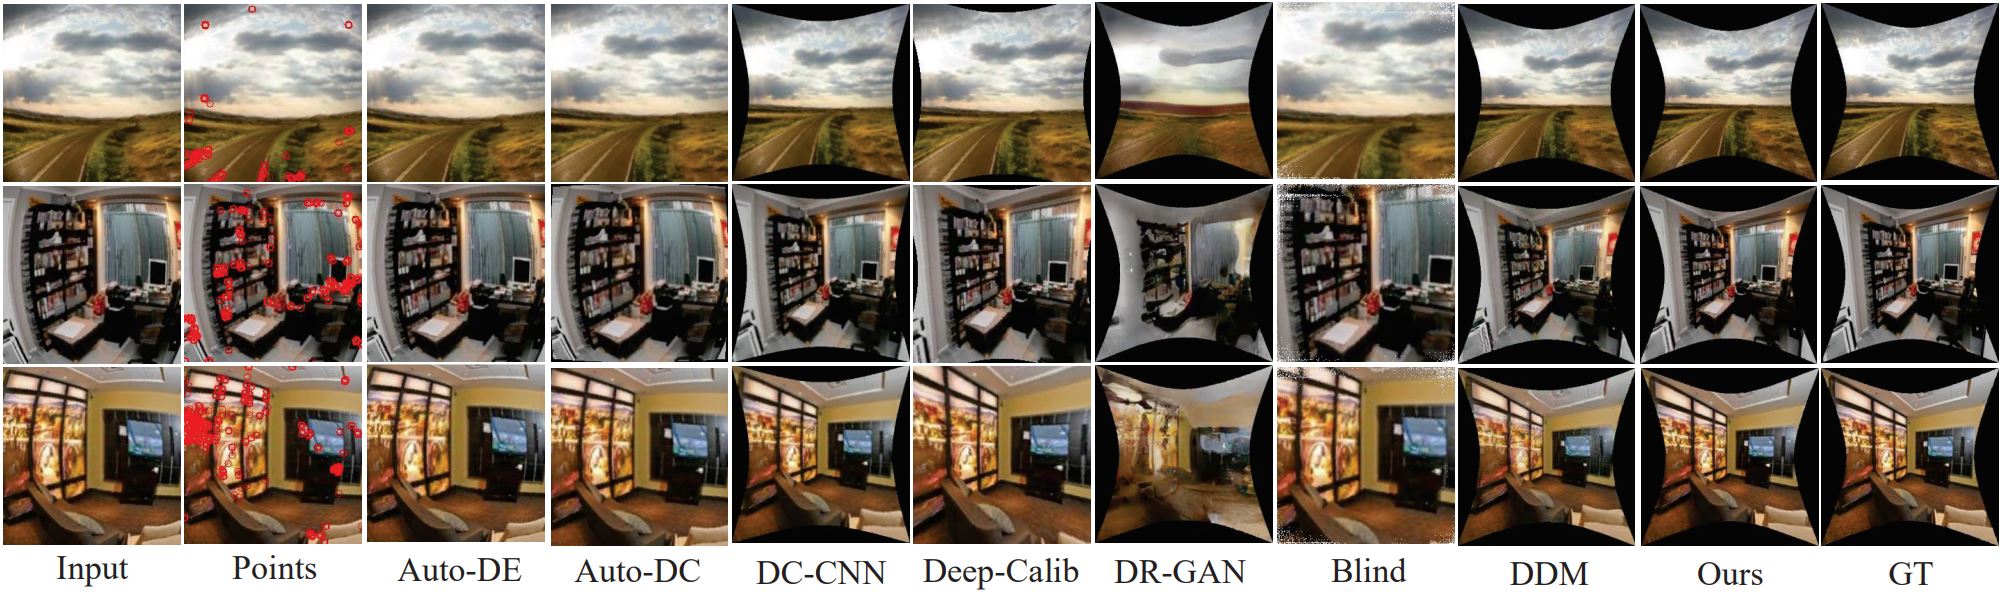 Input Points Auto-DE Auto-DC DC-CNN Deep-Calib DR-GAN Blind DDM Ours GT